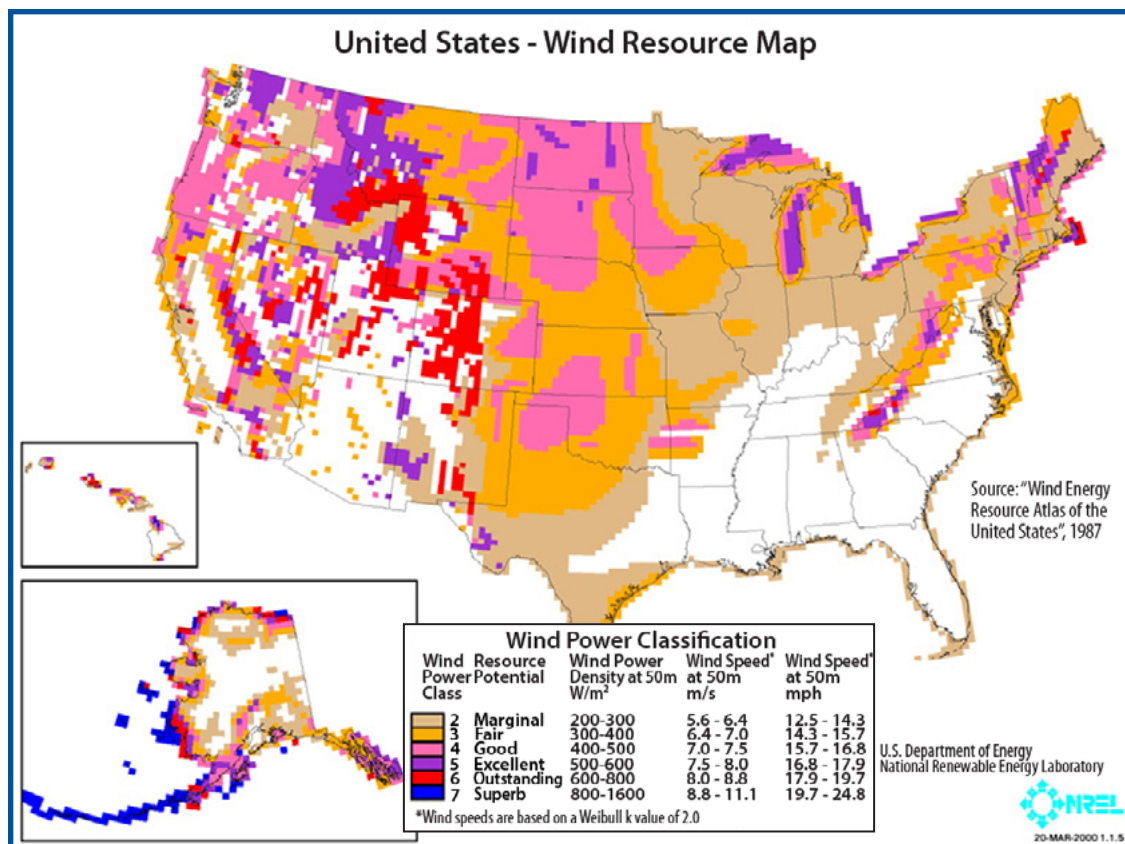 United States - Wind Resource Map
Source: "Wind Energy
Resource Atlas of the
United States", 1987
Wind Power Classification
Wind Power Class Resource Potential Wind Power Density at 50m W/m² Wind Speed* at 50m m/s Wind Speed* at 50m mph
2 Marginal 200-300 5.6 - 6.4 12.5 - 14.3
3 Fair 300-400 6.4 - 7.0 14.3 - 15.7
4 Good 400-500 7.0 - 7.5 15.7 - 16.8
5 Excellent 500-600 7.5 - 8.0 16.8 - 17.9
6 Outstanding 600-800 8.0 - 8.8 17.9 - 19.7
7 Superb 800-1600 8.8 - 11.1 19.7 - 24.8
*Wind speeds are based on a Weibull k value of 2.0
U.S. Department of Energy
National Renewable Energy Laboratory
NREL
20-MAR-2000 1.1.5